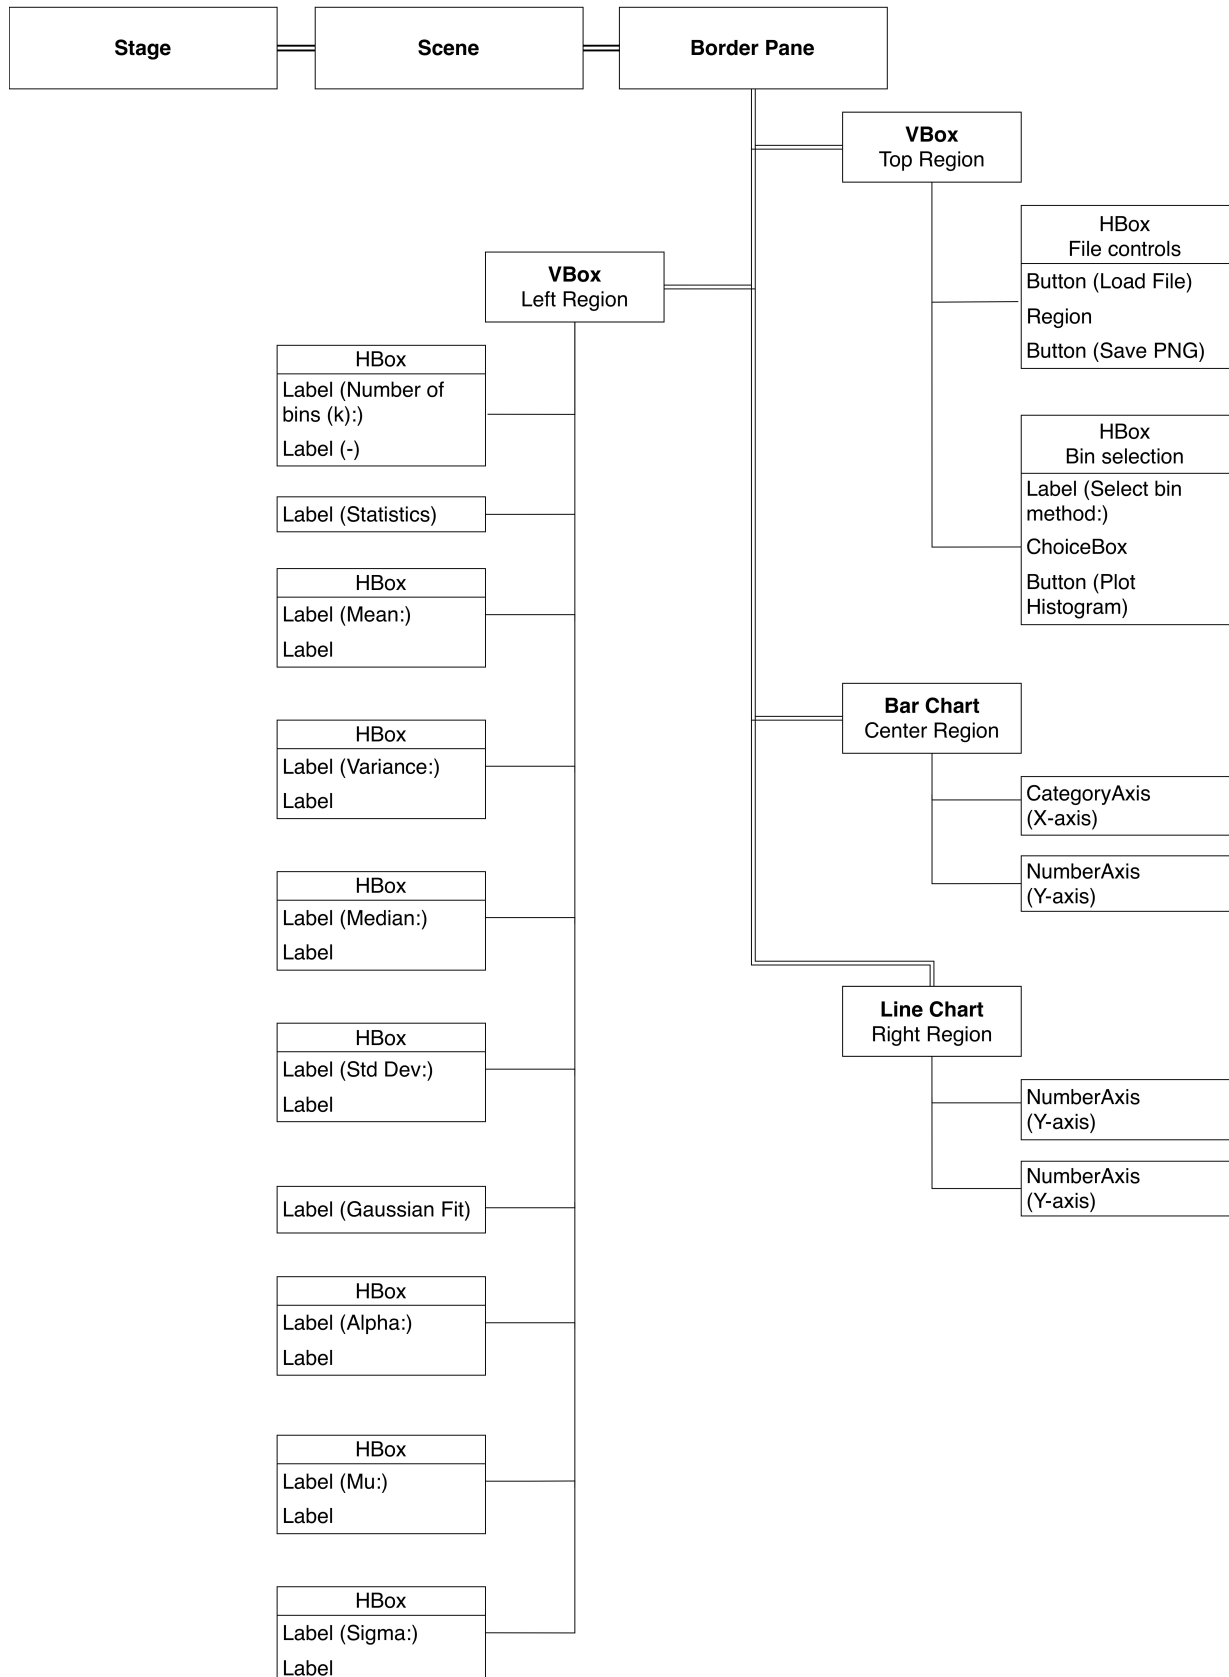 Stage
Scene
Border Pane
VBox
Top Region
HBox
File controls
Button (Load File)
Region
Button (Save PNG)
HBox
Bin selection
Label (Select bin
method:)
ChoiceBox
Button (Plot
Histogram)
VBox
Left Region
HBox
Label (Number of
bins (k):)
Label (-)
Label (Statistics)
HBox
Label (Mean:)
Label
HBox
Label (Variance:)
Label
HBox
Label (Median:)
Label
HBox
Label (Std Dev:)
Label
Label (Gaussian Fit)
HBox
Label (Alpha:)
Label
HBox
Label (Mu:)
Label
HBox
Label (Sigma:)
Label
Bar Chart
Center Region
CategoryAxis
(X-axis)
NumberAxis
(Y-axis)
Line Chart
Right Region
NumberAxis
(Y-axis)
NumberAxis
(Y-axis)